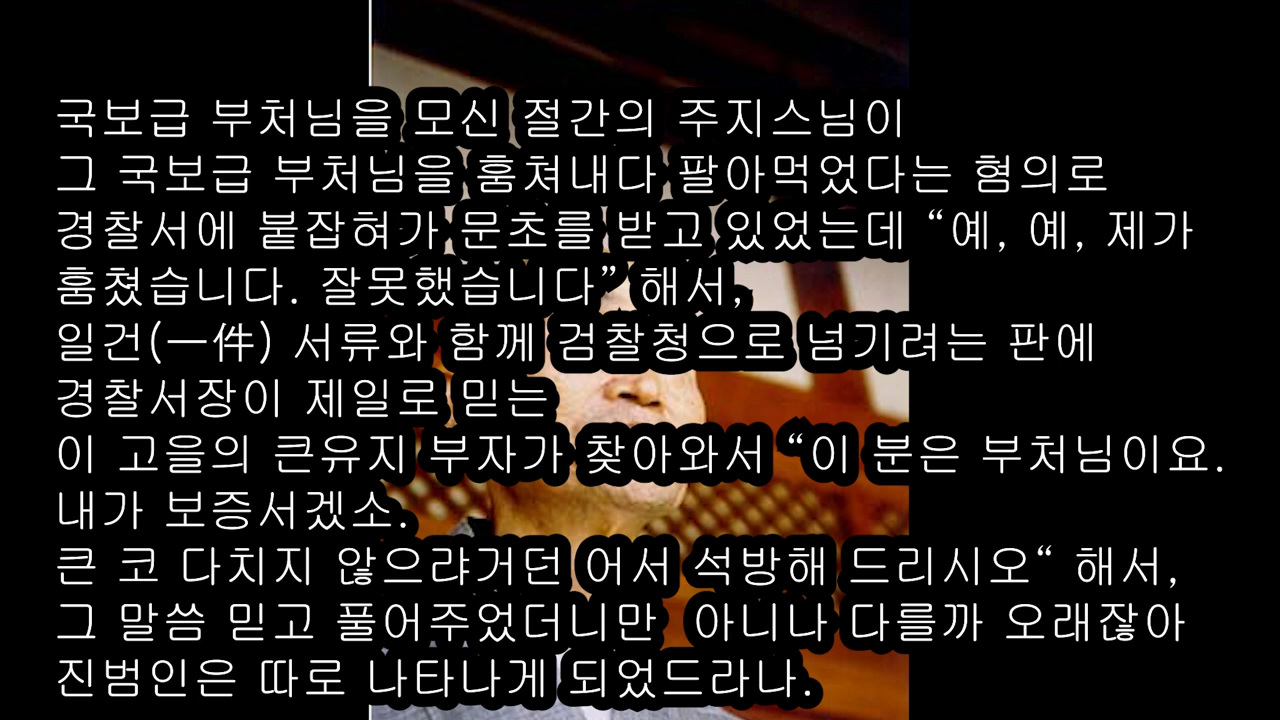 국보급 부처님을 모신 절간의 주지스님이
그 국보급 부처님을 훔쳐내다 팔아먹었다는 혐의로
경찰서에 붙잡혀가 문초를 받고 있었는데 “예, 예, 제가
훔쳤습니다. 잘못했습니다” 해서,
일건(一件) 서류와 함께 검찰청으로 넘기려는 판에
경찰서장이 제일로 믿는
이 고을의 큰유지 부자가 찾아와서 “이 분은 부처님이요.
내가 보증서겠소.
큰 코 다치지 않으랴거던 어서 석방해 드리시오“ 해서,
그 말씀 믿고 풀어주었더니만  아니나 다를까 오래잖아
진범인은 따로 나타나게 되었드라나.